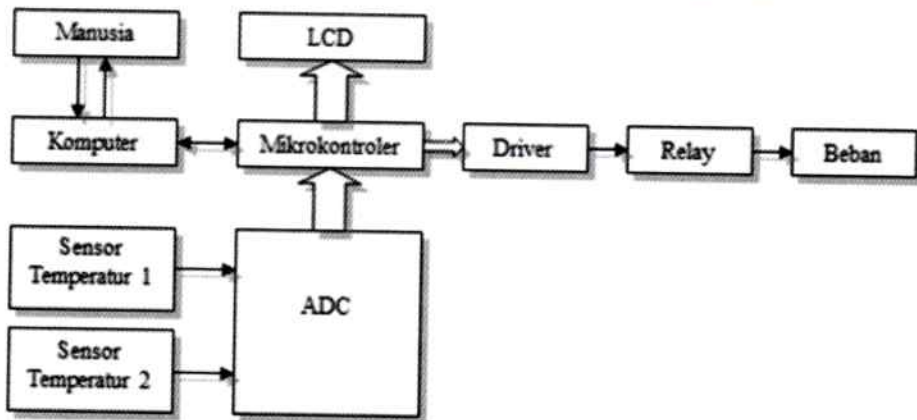 Manusia
LCD
Komputer
Mikrokontroler
Driver
Relay
Beban
Sensor
Temperatur 1
ADC
Sensor
Temperatur 2